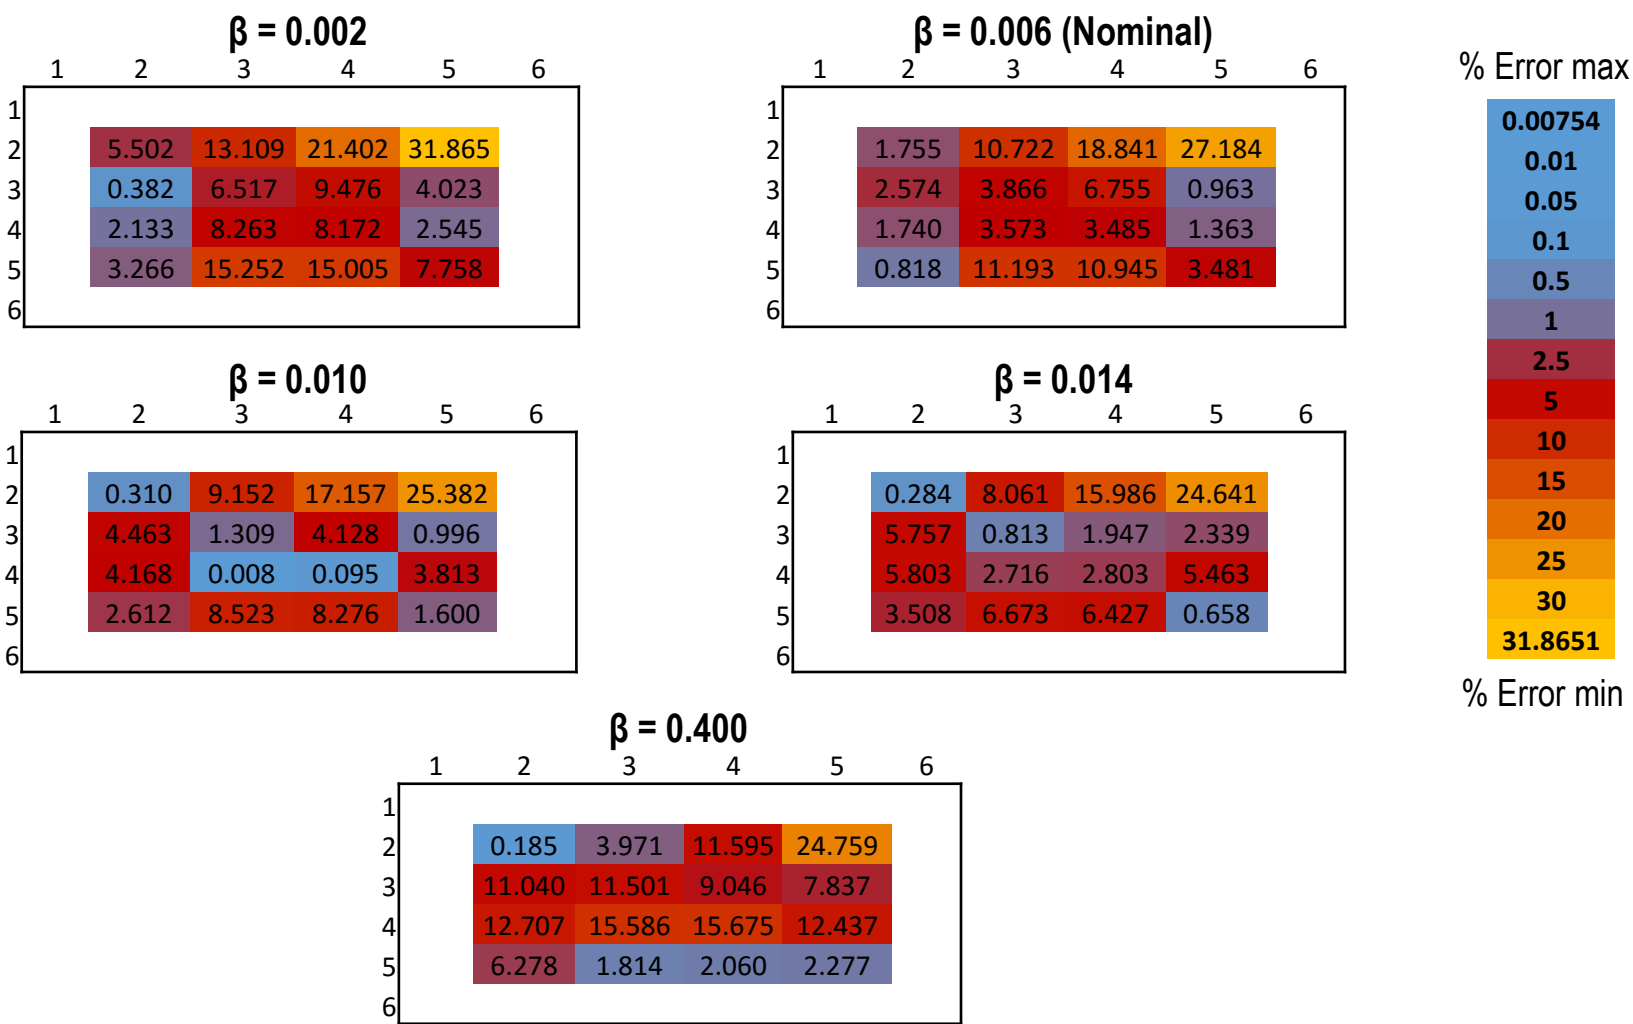 β = 0.002
1 2 3 4 5 6
1
2 5.502 13.109 21.402 31.865
3 0.382 6.517 9.476 4.023
4 2.133 8.263 8.172 2.545
5 3.266 15.252 15.005 7.758
6
β = 0.006 (Nominal)
1 2 3 4 5 6
1
2 1.755 10.722 18.841 27.184
3 2.574 3.866 6.755 0.963
4 1.740 3.573 3.485 1.363
5 0.818 11.193 10.945 3.481
6
β = 0.010
1 2 3 4 5 6
1
2 0.310 9.152 17.157 25.382
3 4.463 1.309 4.128 0.996
4 4.168 0.008 0.095 3.813
5 2.612 8.523 8.276 1.600
6
β = 0.014
1 2 3 4 5 6
1
2 0.284 8.061 15.986 24.641
3 5.757 0.813 1.947 2.339
4 5.803 2.716 2.803 5.463
5 3.508 6.673 6.427 0.658
6
β = 0.400
1 2 3 4 5 6
1
2 0.185 3.971 11.595 24.759
3 11.040 11.501 9.046 7.837
4 12.707 15.586 15.675 12.437
5 6.278 1.814 2.060 2.277
6
% Error max
0.00754
0.01
0.05
0.1
0.5
1
2.5
5
10
15
20
25
30
31.8651
% Error min